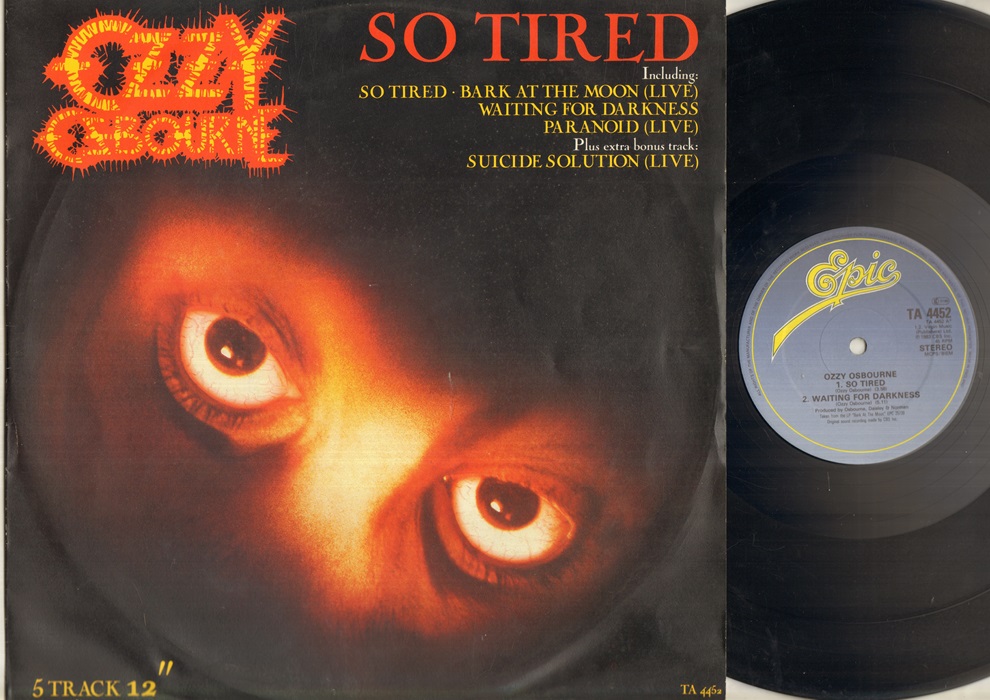 OZZY
OSBOURNE
SO TIRED
Including:
SO TIRED · BARK AT THE MOON (LIVE)
WAITING FOR DARKNESS
PARANOID (LIVE)
Plus extra bonus track:
SUICIDE SOLUTION (LIVE)
5 TRACK 12"
TA 4452
Epic
TA 4452
STEREO
OZZY OSBOURNE
1. SO TIRED
2. WAITING FOR DARKNESS